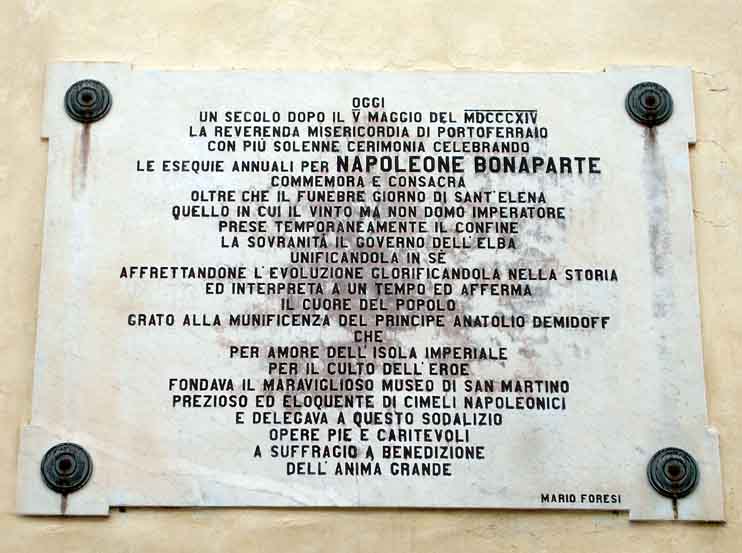 OGGI
UN SECOLO DOPO IL V MAGGIO DEL MDCCCXIV
LA REVERENDA MISERICORDIA DI PORTOFERRAIO
CON PIÙ SOLENNE CERIMONIA CELEBRANDO
LE ESEQUIE ANNUALI PER NAPOLEONE BONAPARTE
COMMEMORA E CONSACRA
OLTRE CHE IL FUNEBRE GIORNO DI SANT'ELENA
QUELLO IN CUI IL VINTO MA NON DOMO IMPERATORE
PRESE TEMPORANEAMENTE IL CONFINE
LA SOVRANITÀ IL GOVERNO DELL'ELBA
UNIFICANDOLA IN SÈ
AFFRETTANDONE L'EVOLUZIONE GLORIFICANDOLA NELLA STORIA
ED INTERPRETA A UN TEMPO ED AFFERMA
IL CUORE DEL POPOLO
GRATO ALLA MUNIFICENZA DEL PRINCIPE ANATOLIO DEMIDOFF
CHE
PER AMORE DELL'ISOLA IMPERIALE
PER IL CULTO DELL'EROE
FONDAVA IL MARAVIGLIOSO MUSEO DI SAN MARTINO
PREZIOSO ED ELOQUENTE DI CIMELI NAPOLEONICI
E DELEGAVA A QUESTO SODALIZIO
OPERE PIE E CARITEVOLI
A SUFFRAGIO A BENEDIZIONE
DELL'ANIMA GRANDE
MARIO FORESI